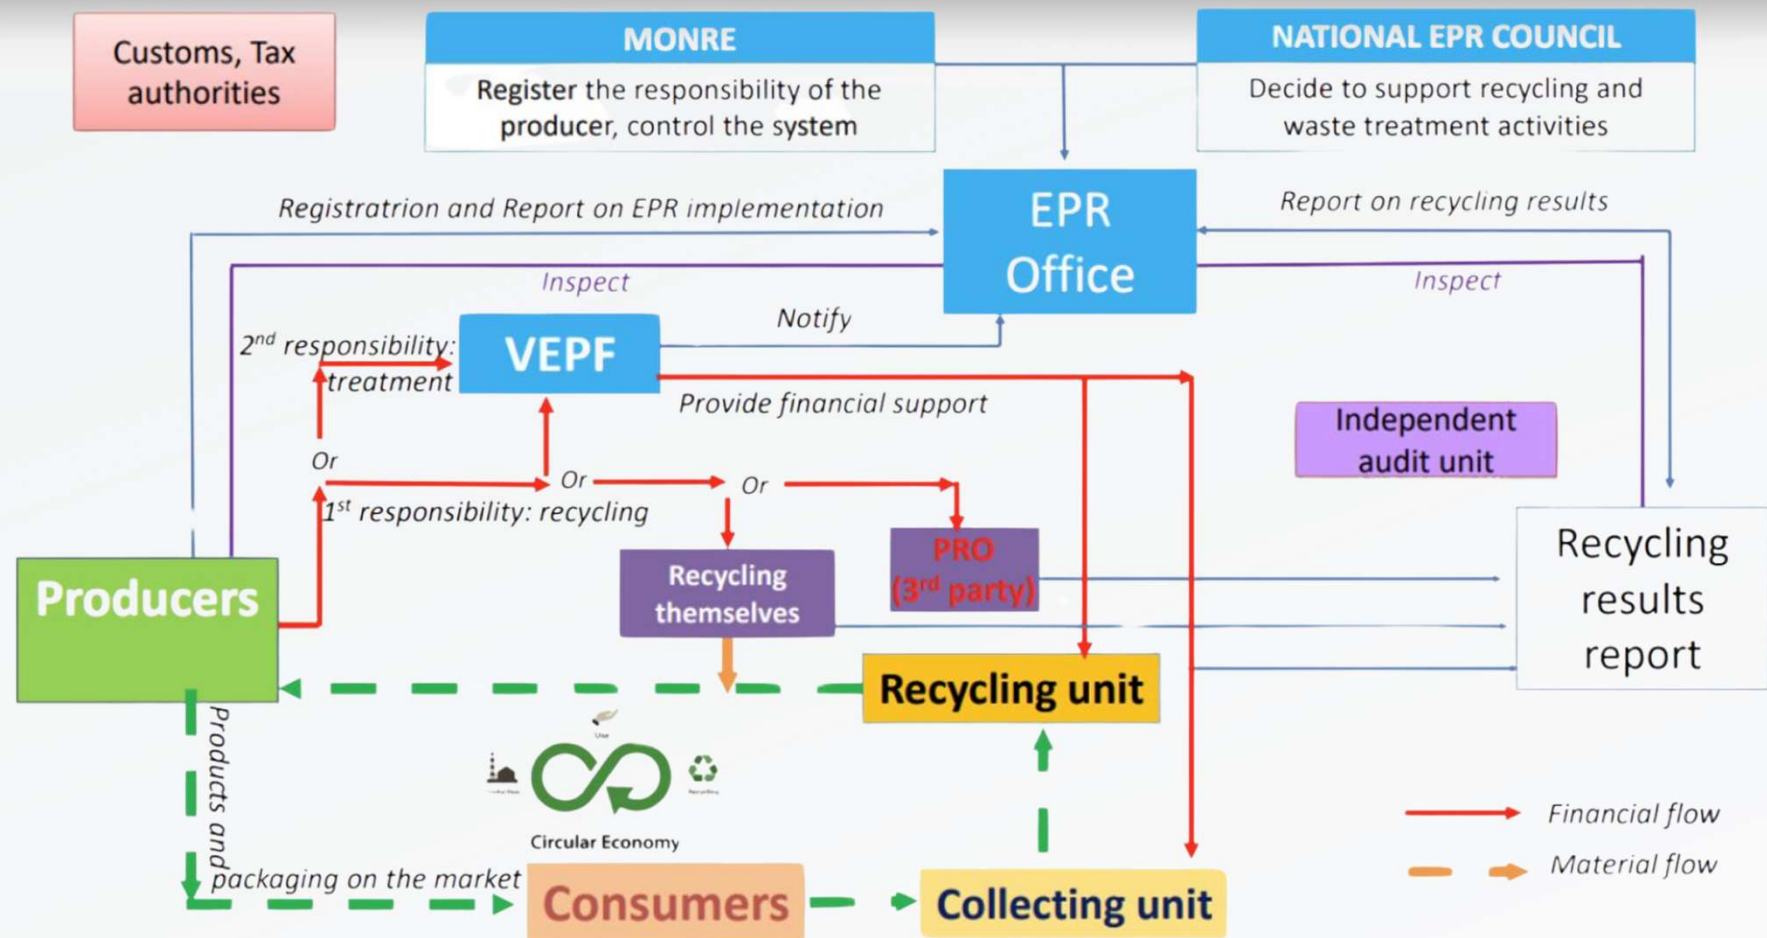 Customs, Tax
authorities
MONRE
Register the responsibility of the
producer, control the system
NATIONAL EPR COUNCIL
Decide to support recycling and
waste treatment activities
Registratrion and Report on EPR implementation
EPR
Office
Report on recycling results
Inspect
Inspect
2nd responsibility:
treatment
VEPF
Notify
Provide financial support
Independent
audit unit
Or
Or
Or
1st responsibility: recycling
Producers
Recycling
themselves
PRO
(3rd party)
Recycling
results
report
Recycling unit
Products and
packaging on the market
Use
Recycling
Circular Economy
Consumers
Collecting unit
Financial flow
Material flow